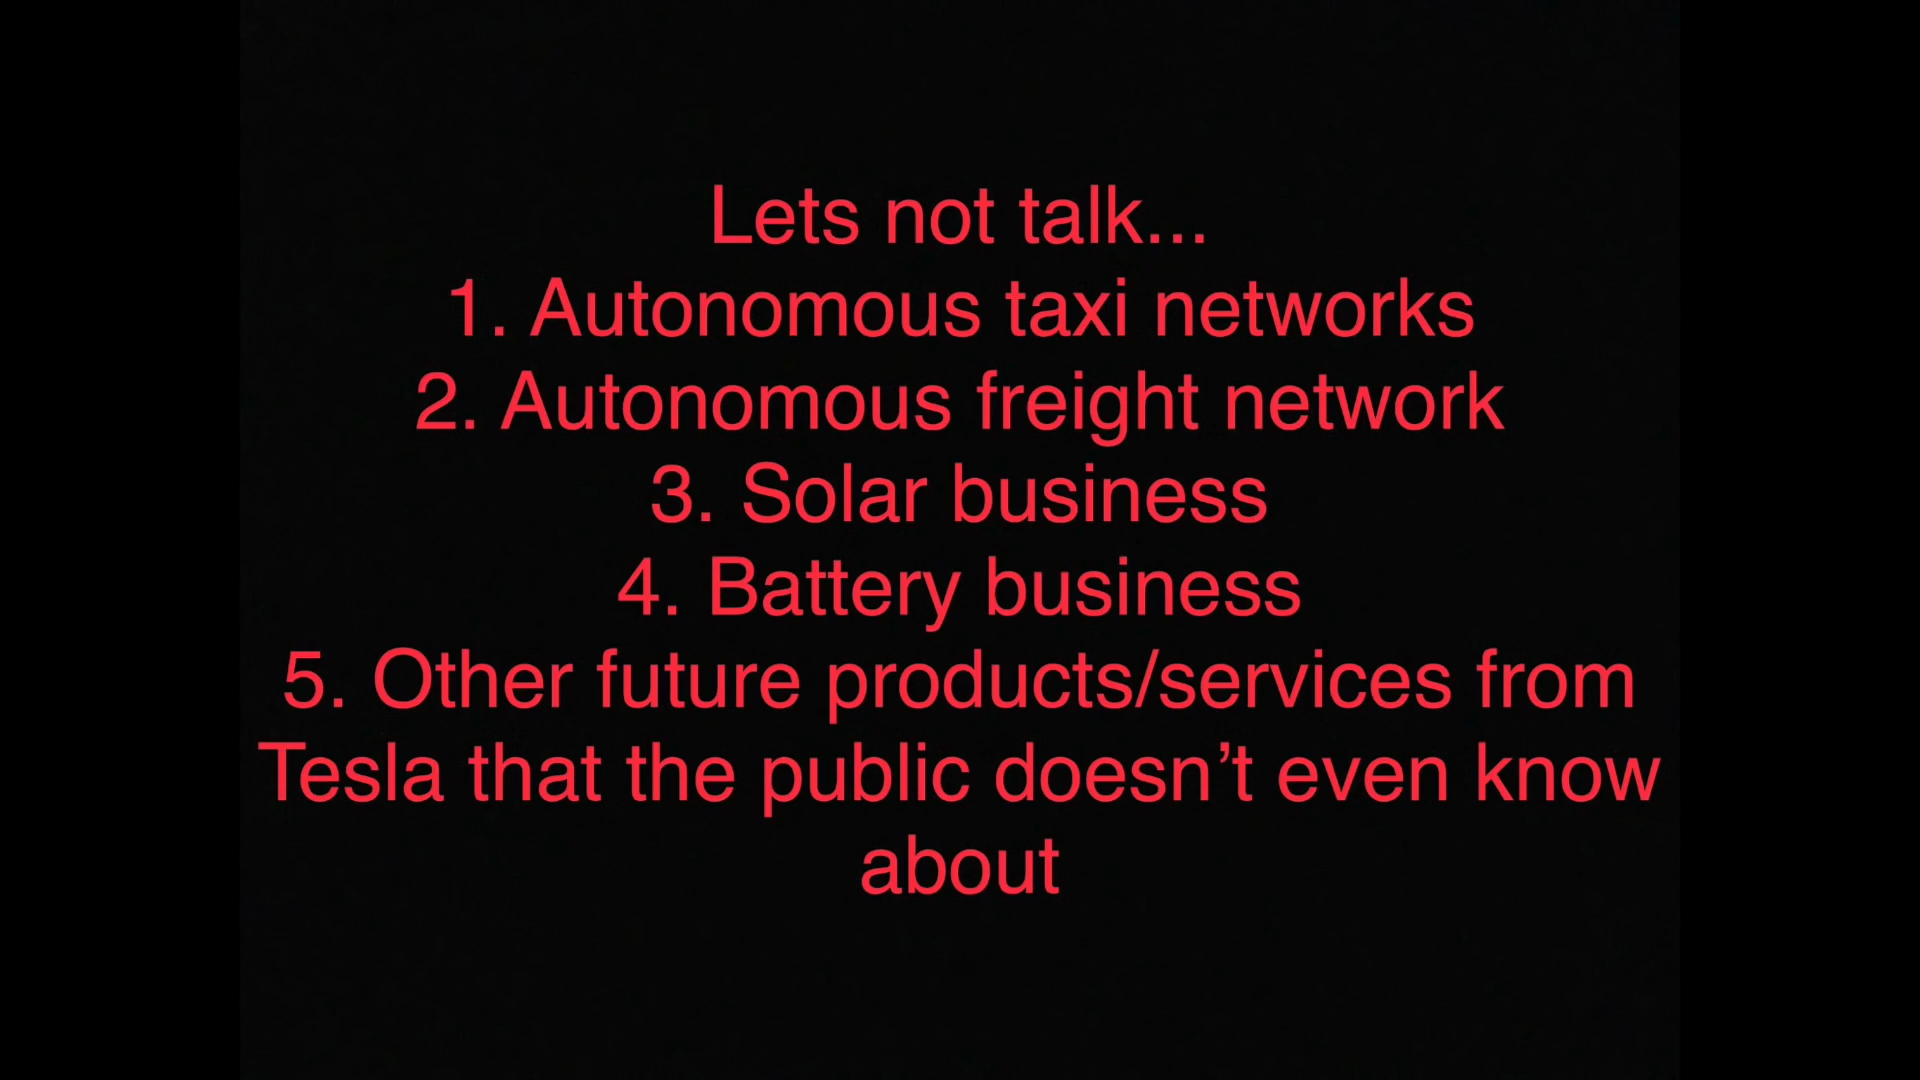 Lets not talk...
1. Autonomous taxi networks
2. Autonomous freight network
3. Solar business
4. Battery business
5. Other future products/services from
Tesla that the public doesn’t even know
about